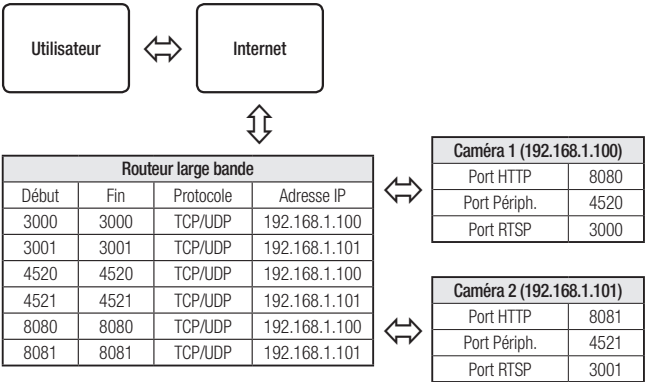 Utilisateur
Internet
Routeur large bande
Début Fin Protocole Adresse IP
3000 3000 TCP/UDP 192.168.1.100
3001 3001 TCP/UDP 192.168.1.101
4520 4520 TCP/UDP 192.168.1.100
4521 4521 TCP/UDP 192.168.1.101
8080 8080 TCP/UDP 192.168.1.100
8081 8081 TCP/UDP 192.168.1.101
Caméra 1 (192.168.1.100)
Port HTTP 8080
Port Périph. 4520
Port RTSP 3000
Caméra 2 (192.168.1.101)
Port HTTP 8081
Port Périph. 4521
Port RTSP 3001